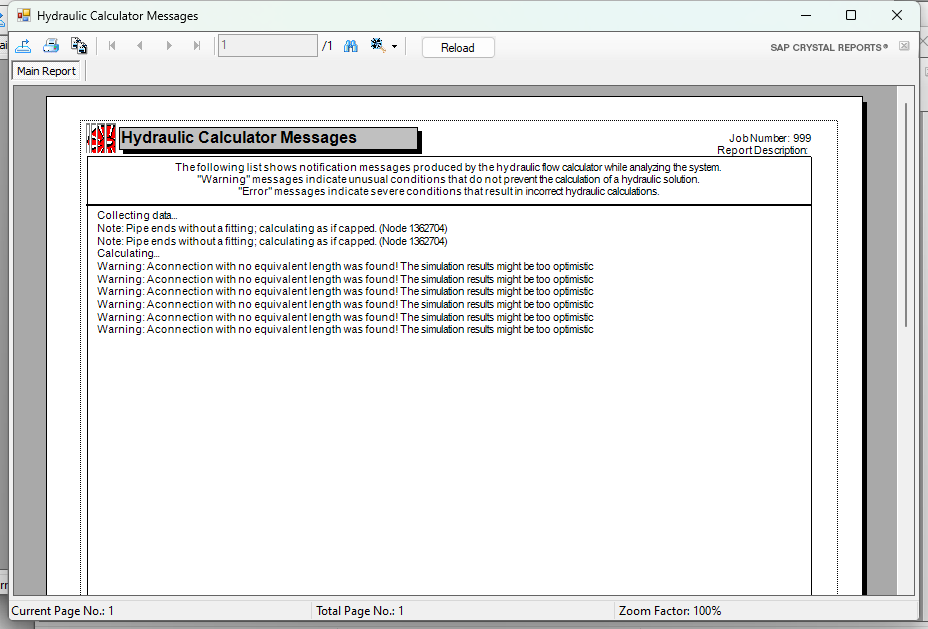 Hydraulic Calculator Messages
1
/1
Reload
SAP CRYSTAL REPORTS®
Main Report
Hydraulic Calculator Messages
Job Number: 999
Report Description:
The following list shows notification messages produced by the hydraulic flow calculator while analyzing the system.
"Warning" messages indicate unusual conditions that do not prevent the calculation of a hydraulic solution.
"Error" messages indicate severe conditions that result in incorrect hydraulic calculations.
Collecting data...
Note: Pipe ends without a fitting; calculating as if capped. (Node 1362704)
Note: Pipe ends without a fitting; calculating as if capped. (Node 1362704)
Calculating...
Warning: A connection with no equivalent length was found! The simulation results might be too optimistic
Warning: A connection with no equivalent length was found! The simulation results might be too optimistic
Warning: A connection with no equivalent length was found! The simulation results might be too optimistic
Warning: A connection with no equivalent length was found! The simulation results might be too optimistic
Warning: A connection with no equivalent length was found! The simulation results might be too optimistic
Warning: A connection with no equivalent length was found! The simulation results might be too optimistic
Current Page No.: 1
Total Page No.: 1
Zoom Factor: 100%